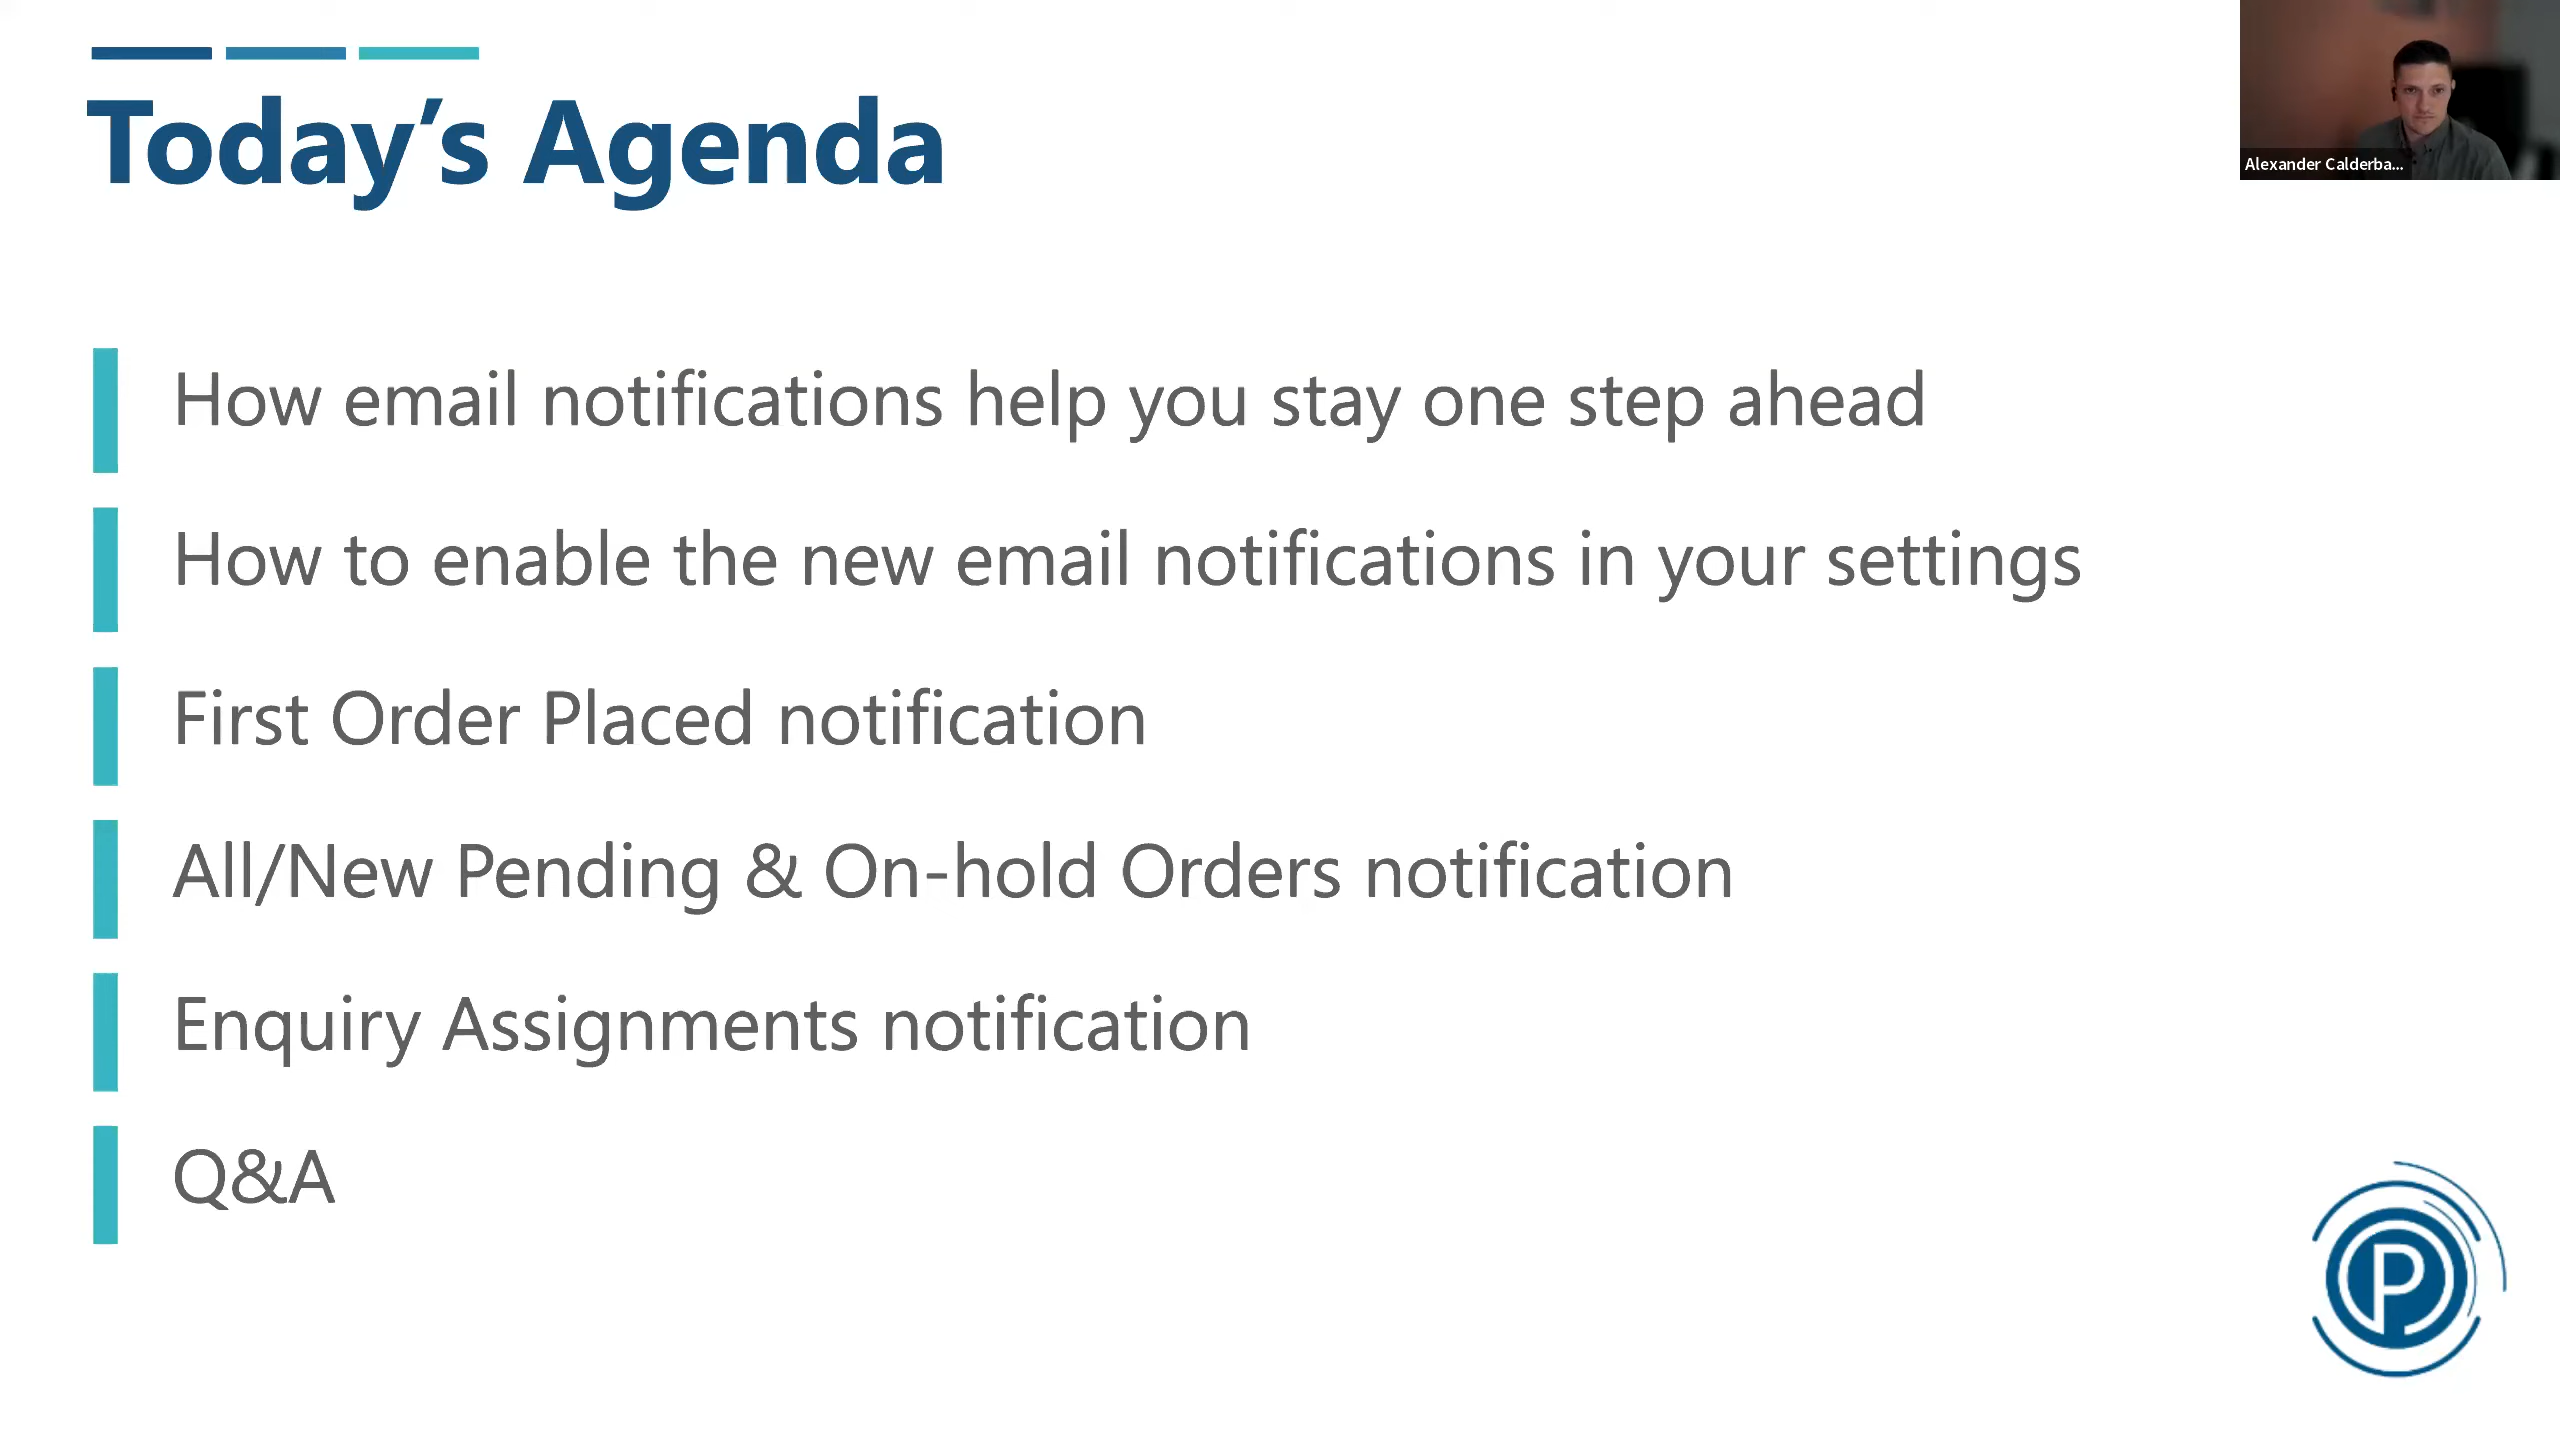 Today’s Agenda
Alexander Calderba...
How email notifications help you stay one step ahead
How to enable the new email notifications in your settings
First Order Placed notification
All/New Pending & On-hold Orders notification
Enquiry Assignments notification
Q&A
P